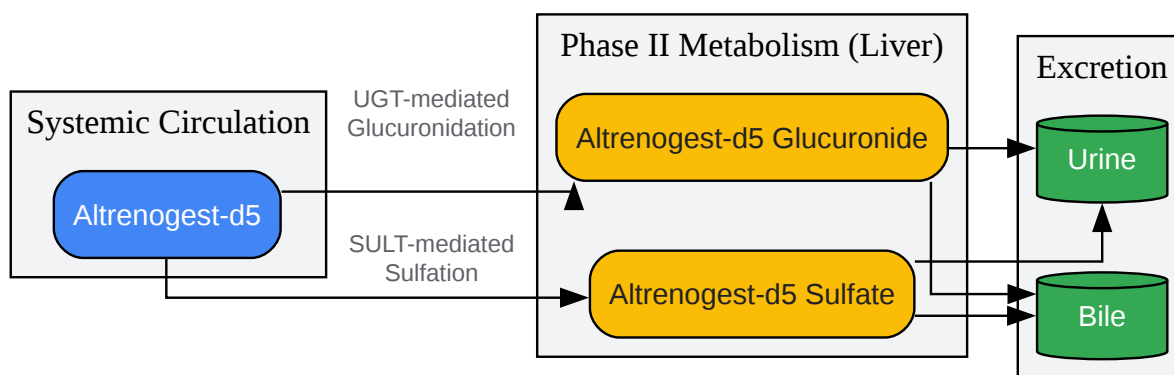 Systemic Circulation
Altrenogest-d5
UGT-mediated
Glucuronidation
SULT-mediated
Sulfation
Phase II Metabolism (Liver)
Altrenogest-d5 Glucuronide
Altrenogest-d5 Sulfate
Excretion
Urine
Bile